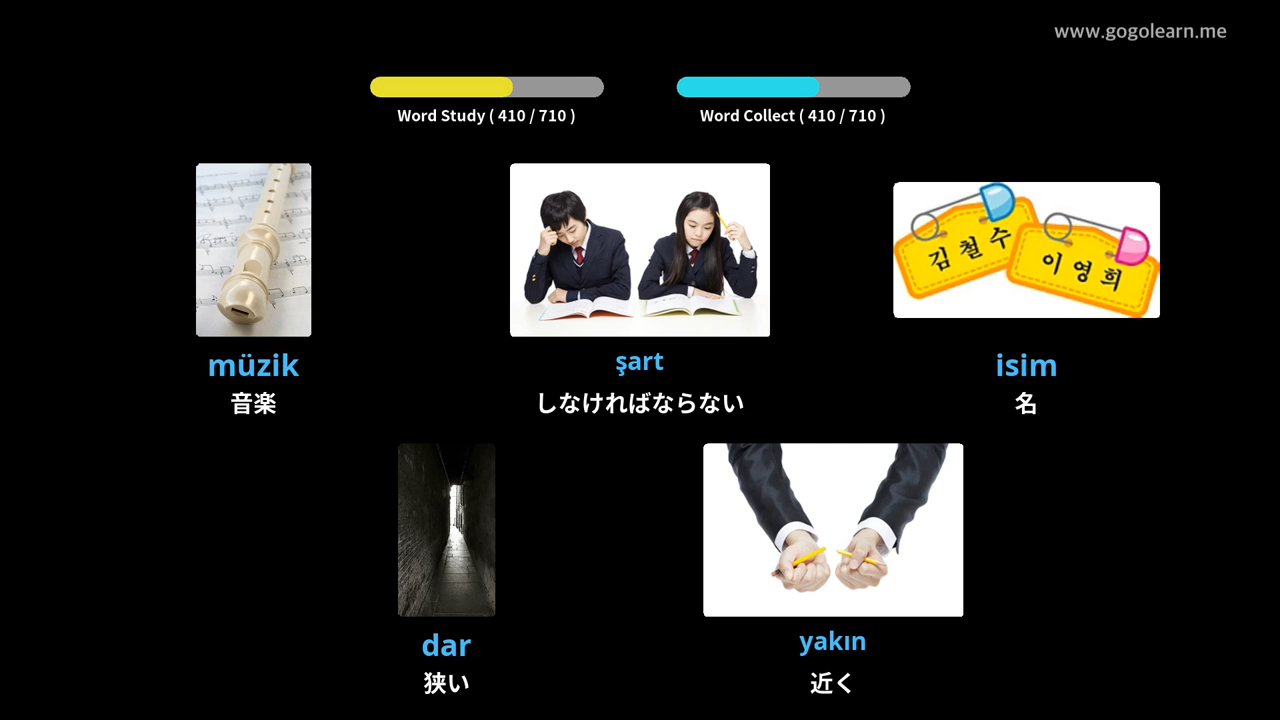 www.gogolearn.me
Word Study ( 410 / 710 )
Word Collect ( 410 / 710 )
김철수
이영희
müzik
音楽
şart
しなければならない
isim
名
dar
狭い
yakın
近く